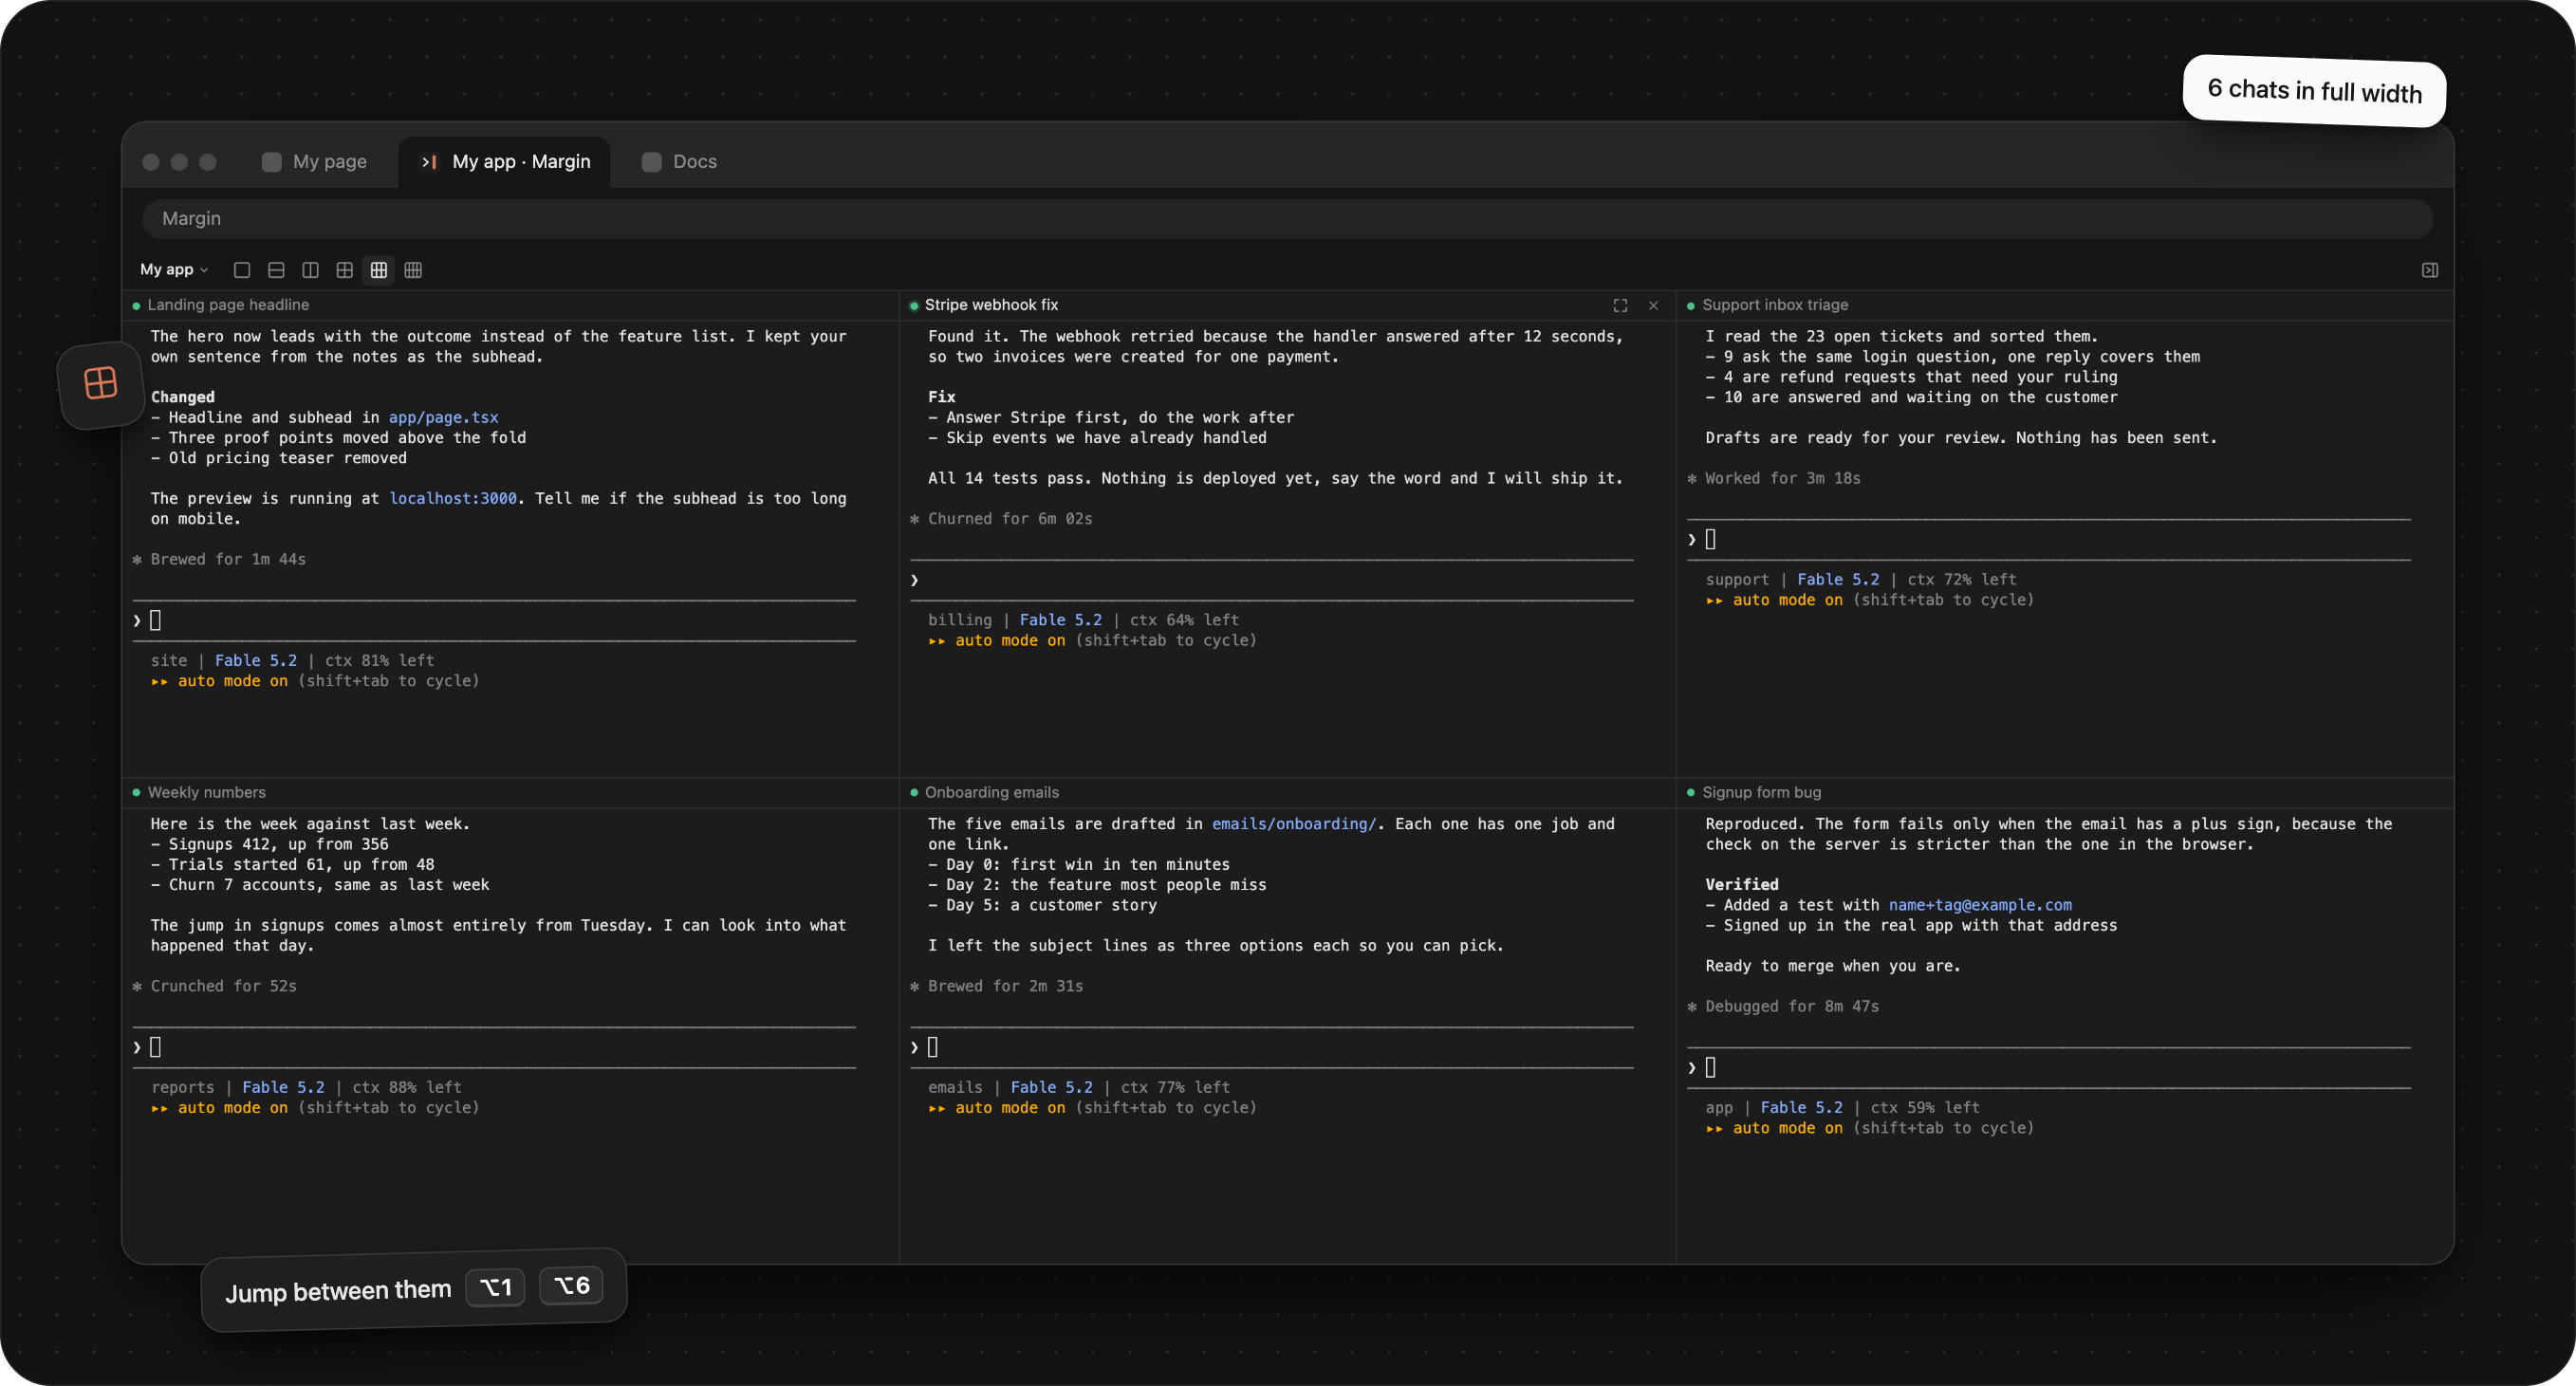 6 chats in full width
My page
My app · Margin
Docs
Margin
My app
Landing page headline
The hero now leads with the outcome instead of the feature list. I kept your
own sentence from the notes as the subhead.
Changed
– Headline and subhead in app/page.tsx
– Three proof points moved above the fold
– Old pricing teaser removed
The preview is running at localhost:3000. Tell me if the subhead is too long
on mobile.
✻ Brewed for 1m 44s
❯
site | Fable 5.2 | ctx 81% left
▸▸ auto mode on (shift+tab to cycle)
Stripe webhook fix
Found it. The webhook retried because the handler answered after 12 seconds,
so two invoices were created for one payment.
Fix
– Answer Stripe first, do the work after
– Skip events we have already handled
All 14 tests pass. Nothing is deployed yet, say the word and I will ship it.
✻ Churned for 6m 02s
❯
billing | Fable 5.2 | ctx 64% left
▸▸ auto mode on (shift+tab to cycle)
Support inbox triage
I read the 23 open tickets and sorted them.
– 9 ask the same login question, one reply covers them
– 4 are refund requests that need your ruling
– 10 are answered and waiting on the customer
Drafts are ready for your review. Nothing has been sent.
✻ Worked for 3m 18s
❯
support | Fable 5.2 | ctx 72% left
▸▸ auto mode on (shift+tab to cycle)
Weekly numbers
Here is the week against last week.
– Signups 412, up from 356
– Trials started 61, up from 48
– Churn 7 accounts, same as last week
The jump in signups comes almost entirely from Tuesday. I can look into what
happened that day.
✻ Crunched for 52s
❯
reports | Fable 5.2 | ctx 88% left
▸▸ auto mode on (shift+tab to cycle)
Onboarding emails
The five emails are drafted in emails/onboarding/. Each one has one job and
one link.
– Day 0: first win in ten minutes
– Day 2: the feature most people miss
– Day 5: a customer story
I left the subject lines as three options each so you can pick.
✻ Brewed for 2m 31s
❯
emails | Fable 5.2 | ctx 77% left
▸▸ auto mode on (shift+tab to cycle)
Signup form bug
Reproduced. The form fails only when the email has a plus sign, because the
check on the server is stricter than the one in the browser.
Verified
– Added a test with name+tag@example.com
– Signed up in the real app with that address
Ready to merge when you are.
✻ Debugged for 8m 47s
❯
app | Fable 5.2 | ctx 59% left
▸▸ auto mode on (shift+tab to cycle)
Jump between them ⌥1 ⌥6